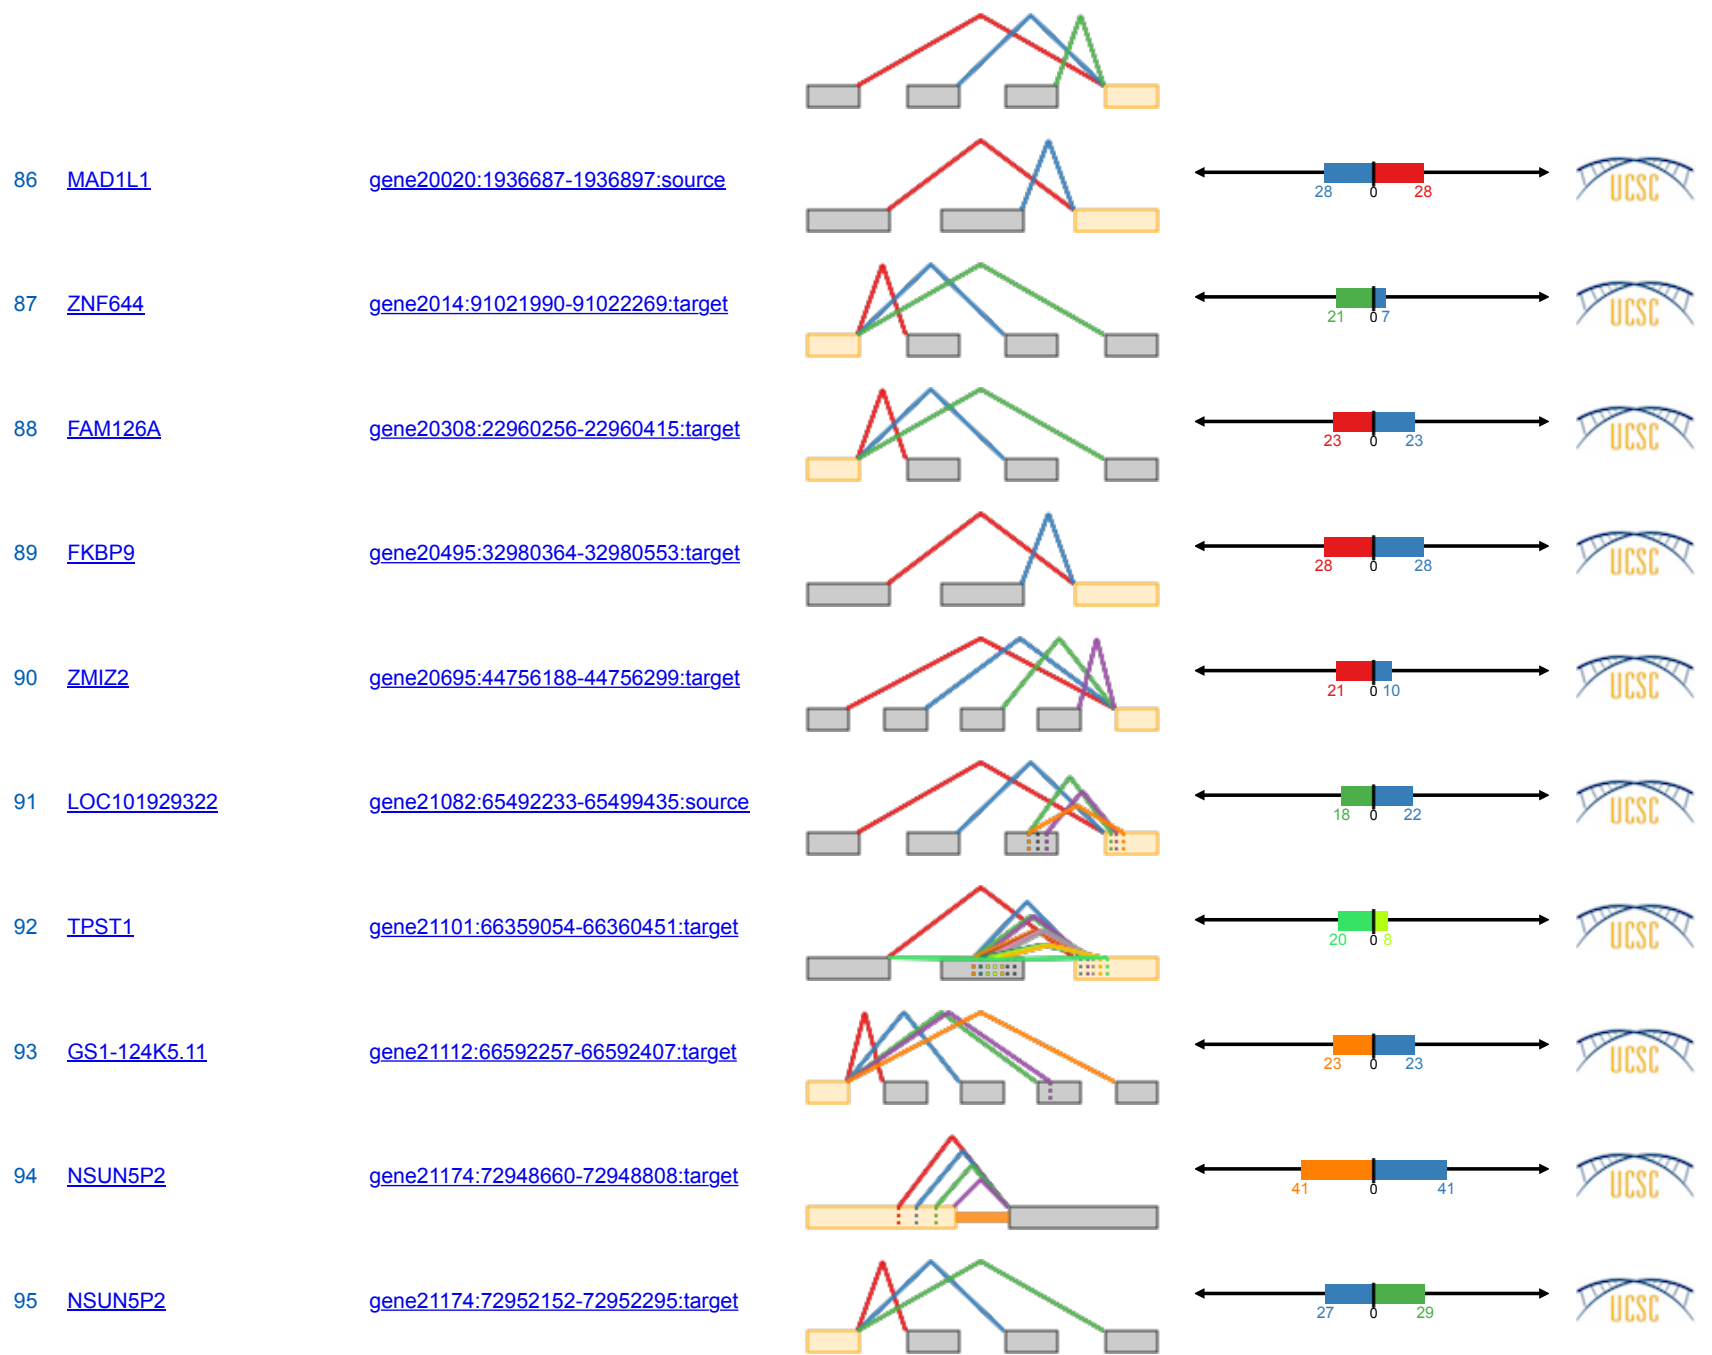 86 MAD1L1 gene20020:1936687-1936897:source 28 0 28 UCSC
87 ZNF644 gene2014:91021990-91022269:target 21 0 7 UCSC
88 FAM126A gene20308:22960256-22960415:target 23 0 23 UCSC
89 FKBP9 gene20495:32980364-32980553:target 28 0 28 UCSC
90 ZMIZ2 gene20695:44756188-44756299:target 21 0 10 UCSC
91 LOC101929322 gene21082:65492233-65499435:source 18 0 22 UCSC
92 TPST1 gene21101:66359054-66360451:target 20 0 8 UCSC
93 GS1-124K5.11 gene21112:66592257-66592407:target 23 0 23 UCSC
94 NSUN5P2 gene21174:72948660-72948808:target 41 0 41 UCSC
95 NSUN5P2 gene21174:72952152-72952295:target 27 0 29 UCSC